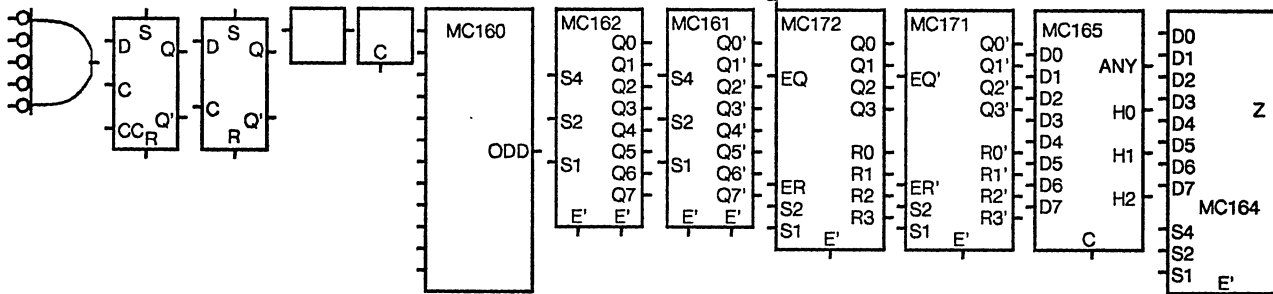 D S Q
C
CC R Q'
D S Q
C
R Q'
C
MC160
ODD
MC162
Q0
Q1
S4
Q2
Q3
S2
Q4
Q5
S1
Q6
Q7
E' E'
MC161
Q0'
Q1'
S4
Q2'
Q3'
S2
Q4'
Q5'
S1
Q6'
Q7'
E' E'
MC172
Q0
Q1
EQ
Q2
Q3
R0
R1
ER
R2
S2
R3
S1
E'
MC171
Q0'
Q1'
EQ'
Q2'
Q3'
R0'
R1'
ER'
R2'
S2
R3'
S1
E'
MC165
D0
ANY
D1
D2
H0
D3
D4
H1
D5
D6
H2
D7
C
D0
D1
D2
D3
Z
D4
D5
D6
D7
MC164
S4
S2
S1
E'